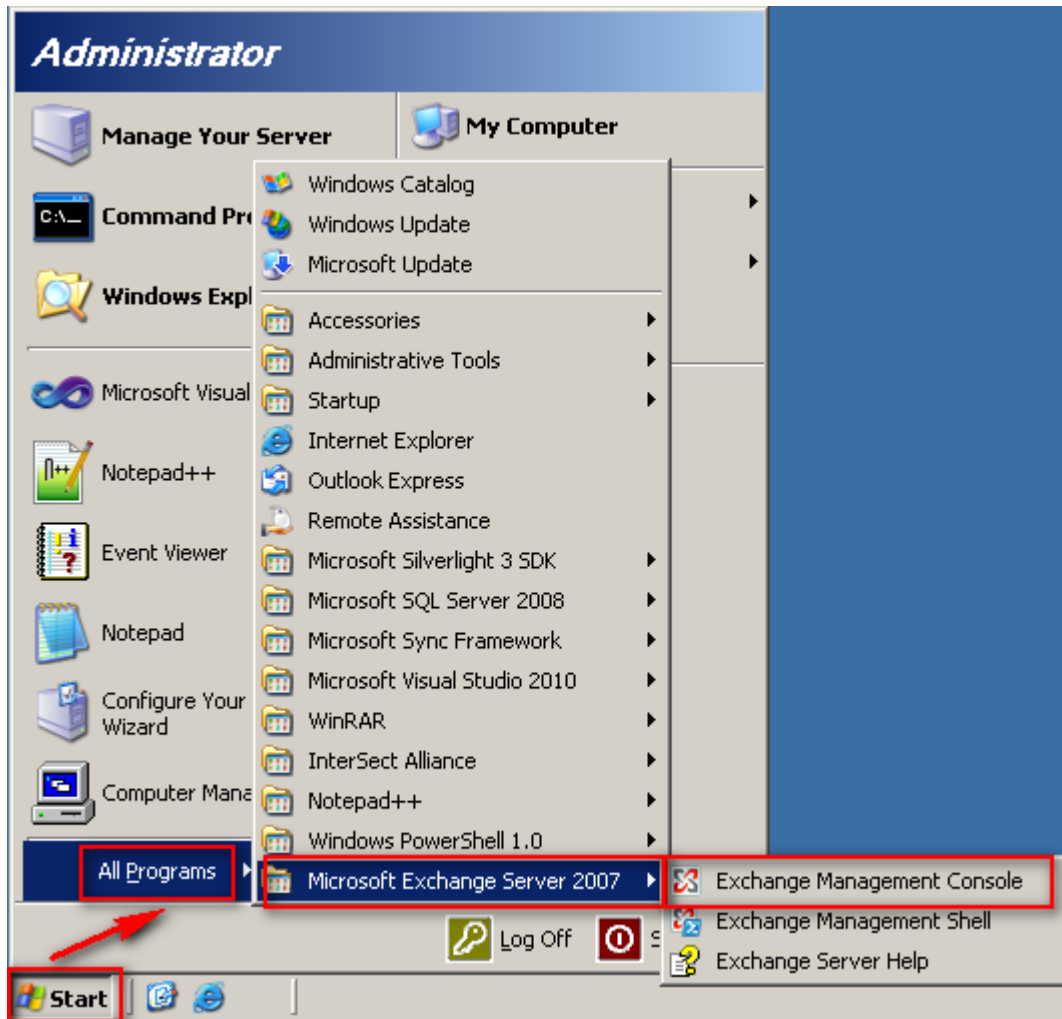 Administrator
Manage Your Server
My Computer
C:\_
Command Pr
Windows Expl
Microsoft Visual
Notepad++
Event Viewer
Notepad
Configure Your
Wizard
Computer Mana
All Programs
Windows Catalog
Windows Update
Microsoft Update
Accessories
Administrative Tools
Startup
Internet Explorer
Outlook Express
Remote Assistance
Microsoft Silverlight 3 SDK
Microsoft SQL Server 2008
Microsoft Sync Framework
Microsoft Visual Studio 2010
WinRAR
InterSect Alliance
Notepad++
Windows PowerShell 1.0
Microsoft Exchange Server 2007
Exchange Management Console
Exchange Management Shell
Exchange Server Help
Log Off
S
Start